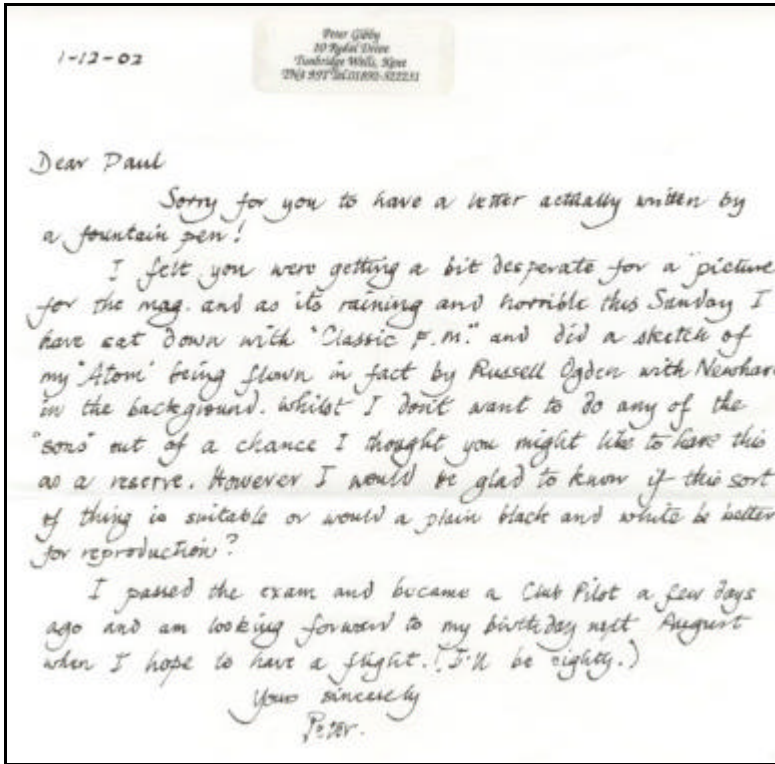 1-12-02
Peter Gibby
10 Rydal Drive
Tunbridge Wells, Kent
TN4 9ST Tel.01892-522231
Dear Paul
Sorry for you to have a letter actually written by
a fountain pen!
I felt you were getting a bit desperate for a picture
for the mag. and as its raining and horrible this Sunday I
have sat down with "Classic F.M." and did a sketch of
my 'Atom' being flown in fact by Russell Ogden with Newhave
in the background. Whilst I don't want to do any of the
"sons" out of a chance I thought you might like to have this
as a reserve. However I would be glad to know if this sort
of thing is suitable or would a plain black and white be better
for reproduction?
I passed the exam and became a Club Pilot a few days
ago and am looking forward to my birthday next August
when I hope to have a flight. (I'll be eighty.)
Yours sincerely
Peter.